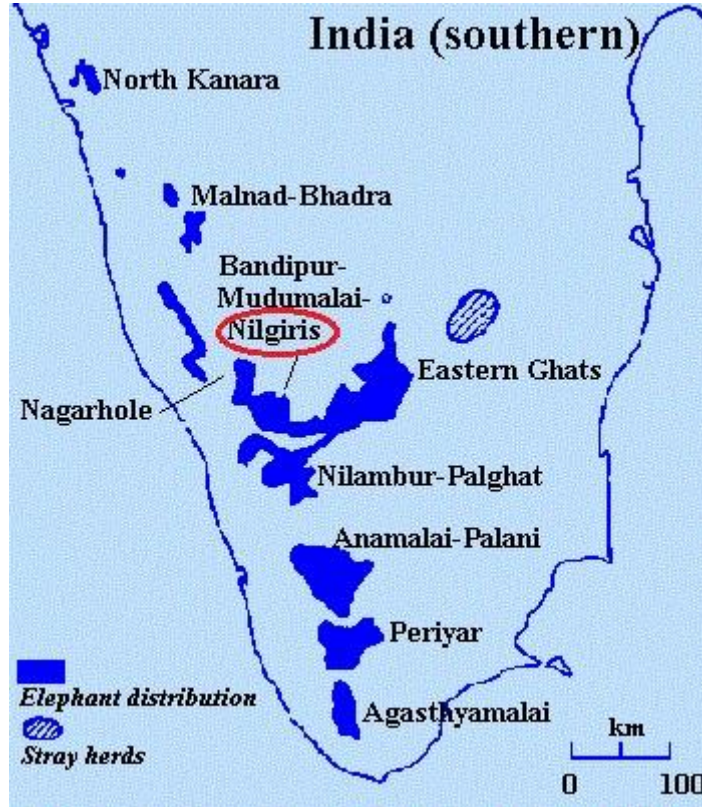 India (southern)
North Kanara
Malnad-Bhadra
Bandipur-
Mudumalai-
Nilgiris
Eastern Ghats
Nagarhole
Nilambur-Palghat
Anamalai-Palani
Periyar
Elephant distribution
Agasthyamalai
Stray herds
km
0 100